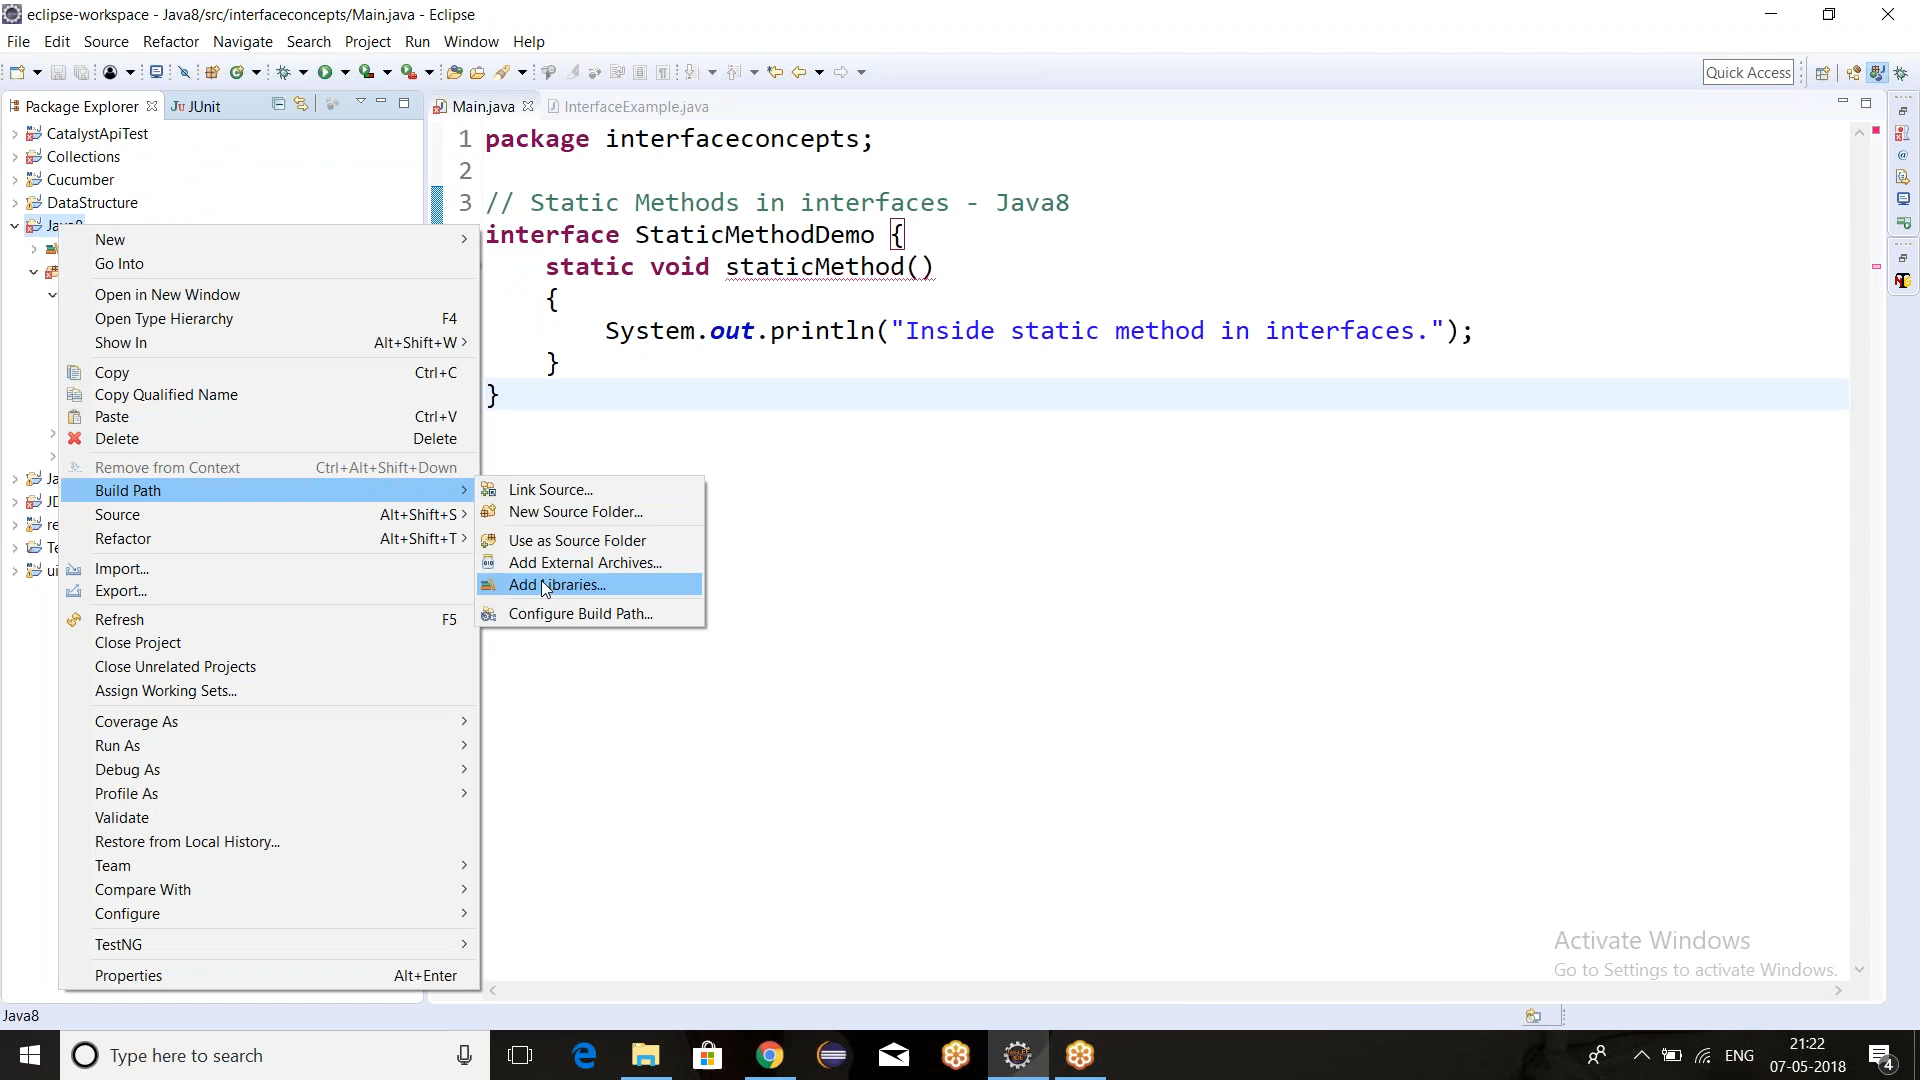 eclipse-workspace - Java8/src/interfaceconcepts/Main.java - Eclipse
File Edit Source Refactor Navigate Search Project Run Window Help
Quick Access
Package Explorer
JUnit
Main.java
InterfaceExample.java
CatalystApiTest
Collections
Cucumber
DataStructure
1 package interfaceconcepts;
2
3 // Static Methods in interfaces - Java8
interface StaticMethodDemo {
static void staticMethod()
{
System.out.println("Inside static method in interfaces.");
}
}
New
Go Into
Open in New Window
Open Type Hierarchy F4
Show In Alt+Shift+W
Copy Ctrl+C
Copy Qualified Name
Paste Ctrl+V
Delete Delete
Remove from Context Ctrl+Alt+Shift+Down
Build Path
Source Alt+Shift+S
Refactor Alt+Shift+T
Import...
Export...
Refresh F5
Close Project
Close Unrelated Projects
Assign Working Sets...
Coverage As
Run As
Debug As
Profile As
Validate
Restore from Local History...
Team
Compare With
Configure
TestNG
Properties Alt+Enter
Link Source...
New Source Folder...
Use as Source Folder
Add External Archives...
Add Libraries...
Configure Build Path...
Activate Windows
Go to Settings to activate Windows.
Java8
Type here to search
ENG
21:22
07-05-2018
4